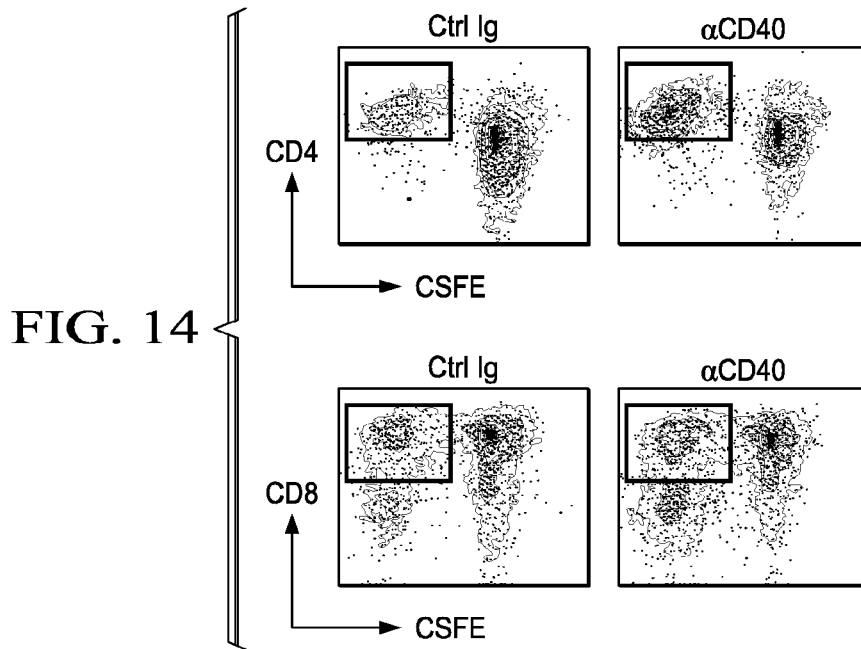 Ctrl Ig
αCD40
CD4
CSFE
FIG. 14
Ctrl Ig
αCD40
CD8
CSFE